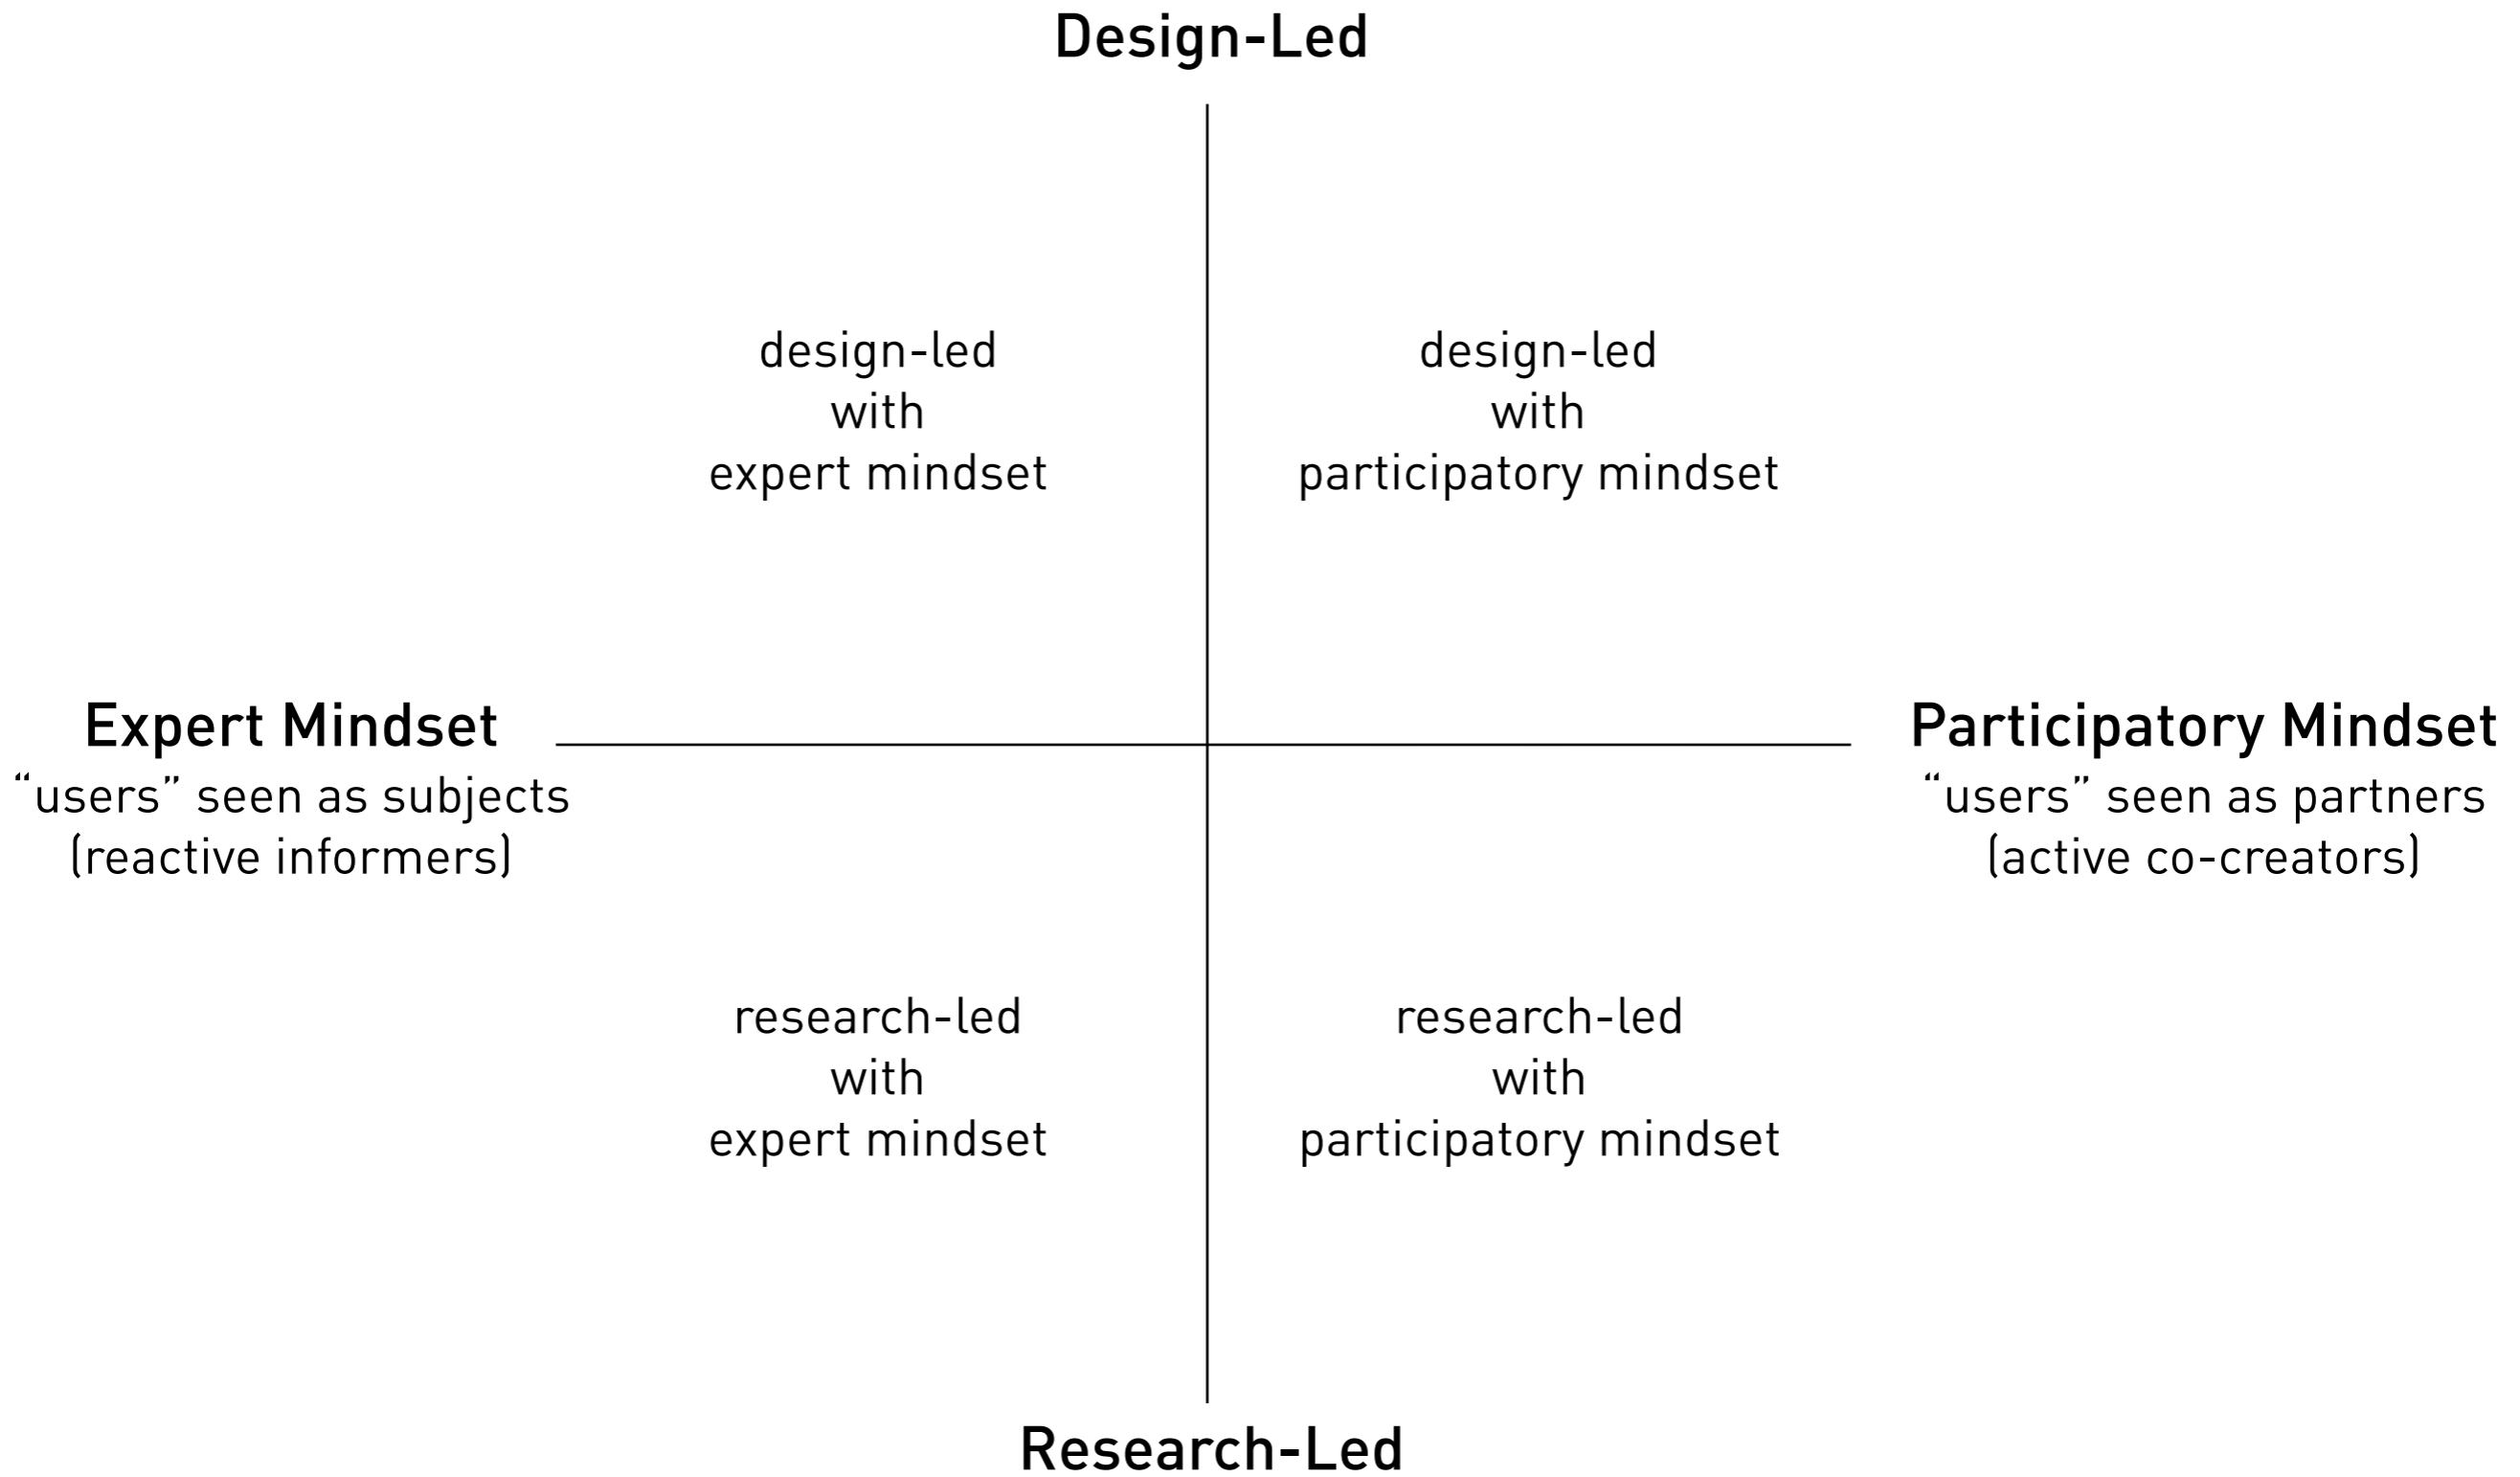 Design-Led
design-led
with
expert mindset
design-led
with
participatory mindset
Expert Mindset
“users” seen as subjects
(reactive informers)
Participatory Mindset
“users” seen as partners
(active co-creators)
research-led
with
expert mindset
research-led
with
participatory mindset
Research-Led